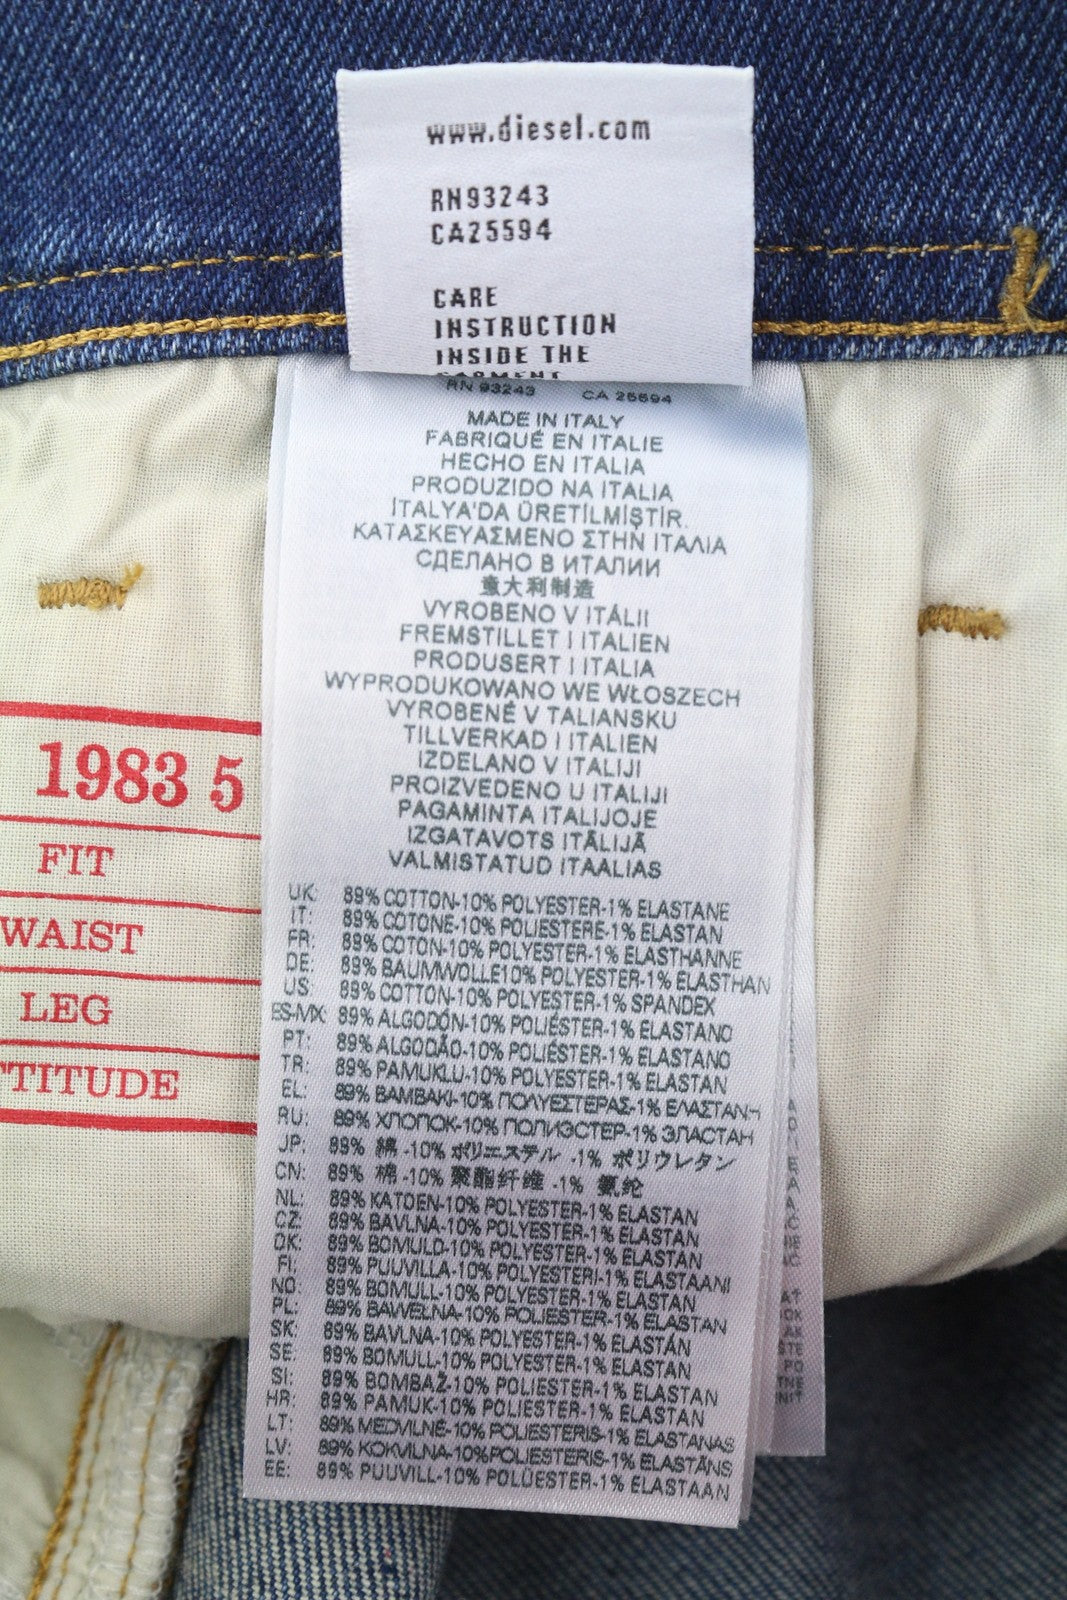 www.diesel.com
RN93243
CA25594
CARE
INSTRUCTION
INSIDE THE
GARMENT
RN 93243 CA 25594
MADE IN ITALY
FABRIQUÉ EN ITALIE
HECHO EN ITALIA
PRODUZIDO NA ITALIA
İTALYA'DA ÜRETİLMİŞTİR.
ΚΑΤΑΣΚΕΥΑΣΜΕΝΟ ΣΤΗΝ ΙΤΑΛΙΑ
СДЕЛАНО В ИТАЛИИ
意大利制造
VYROBENO V ITÁLII
FREMSTILLET I ITALIEN
PRODUSERT I ITALIA
WYPRODUKOWANO WE WŁOSZECH
VYROBENÉ V TALIANSKU
TILLVERKAD I ITALIEN
IZDELANO V ITALIJI
PROIZVEDENO U ITALIJI
PAGAMINTA ITALIJOJE
IZGATAVOTS ITĀLIJĀ
VALMISTATUD ITAALIAS
UK: 89% COTTON-10% POLYESTER-1% ELASTANE
IT: 89% COTONE-10% POLIESTERE-1% ELASTAN
FR: 89% COTON-10% POLYESTER-1% ELASTHANNE
DE: 89% BAUMWOLLE10% POLYESTER-1% ELASTHAN
US: 89% COTTON-10% POLYESTER-1% SPANDEX
ES-MX: 89% ALGODÓN-10% POLIÉSTER-1% ELASTANO
PT: 89% ALGODÃO-10% POLIÉSTER-1% ELASTANO
TR: 89% PAMUKLU-10% POLYESTER-1% ELASTAN
EL: 89% ΒΑΜΒΑΚΙ-10% ΠΟΛΥΕΣΤΕΡΑΣ-1% ΕΛΑΣΤΑΝΗ
RU: 89% ХЛОПОК-10% ПОЛИЭСТЕР-1% ЭЛАСТАН
JP: 89% 綿 -10% ポリエステル -1% ポリウレタン
CN: 89% 棉 -10% 聚酯纤维 -1% 氨纶
NL: 89% KATOEN-10% POLYESTER-1% ELASTAN
CZ: 89% BAVLNA-10% POLYESTER-1% ELASTAN
DK: 89% BOMULD-10% POLYESTER-1% ELASTAN
FI: 89% PUUVILLA-10% POLYESTERI-1% ELASTAANI
NO: 89% BOMULL-10% POLYESTER-1% ELASTAN
PL: 89% BAWEŁNA-10% POLIESTER-1% ELASTAN
SK: 89% BAVLNA-10% POLYESTER-1% ELASTÁN
SE: 89% BOMULL-10% POLYESTER-1% ELASTAN
SI: 89% BOMBAŽ-10% POLIESTER-1% ELASTAN
HR: 89% PAMUK-10% POLIESTER-1% ELASTAN
LT: 89% MEDVILNĖ-10% POLIESTERIS-1% ELASTANAS
LV: 89% KOKVILNA-10%POLIESTERIS-1% ELASTĀNS
EE: 89% PUUVILL-10% POLÜESTER-1% ELASTAAN
1983 5
FIT
WAIST
LEG
TTITUDE